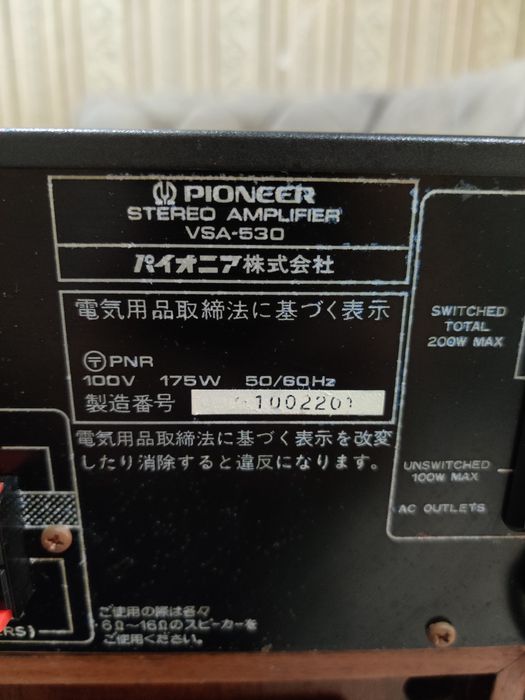 PIONEER
STEREO AMPLIFIER
VSA-530
パイオニア株式会社
電気用品取締法に基づく表示
〒 PNR
100V 175W 50/60Hz
製造番号 1002201
電気用品取締法に基づく表示を改変
したり消除すると違反になります。
SWITCHED
TOTAL
200W MAX
UNSWITCHED
100W MAX
AC OUTLETS
ご使用の際は各々
6Ω〜16Ωのスピーカーを
ご使用ください。
ERS)